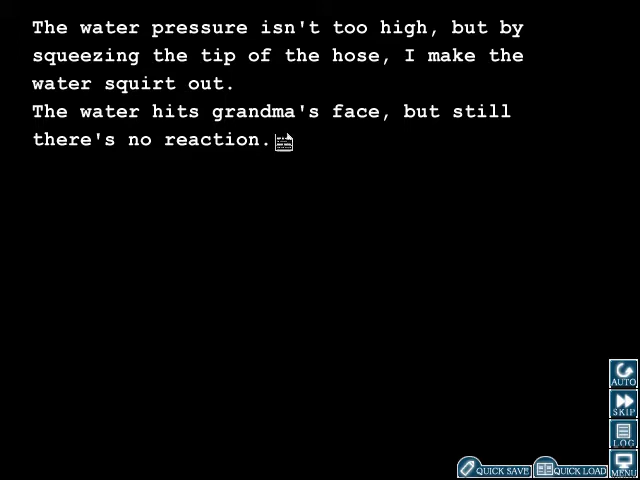 The water pressure isn't too high, but by
squeezing the tip of the hose, I make the
water squirt out.
The water hits grandma's face, but still
there's no reaction.
AUTO
SKIP
LOG
QUICK SAVE
QUICK LOAD
MENU